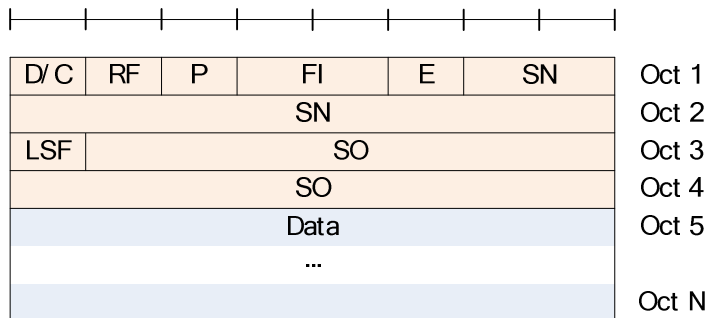 D/C RF P FI E SN Oct 1
SN Oct 2
LSF SO Oct 3
SO Oct 4
Data Oct 5
...
Oct N